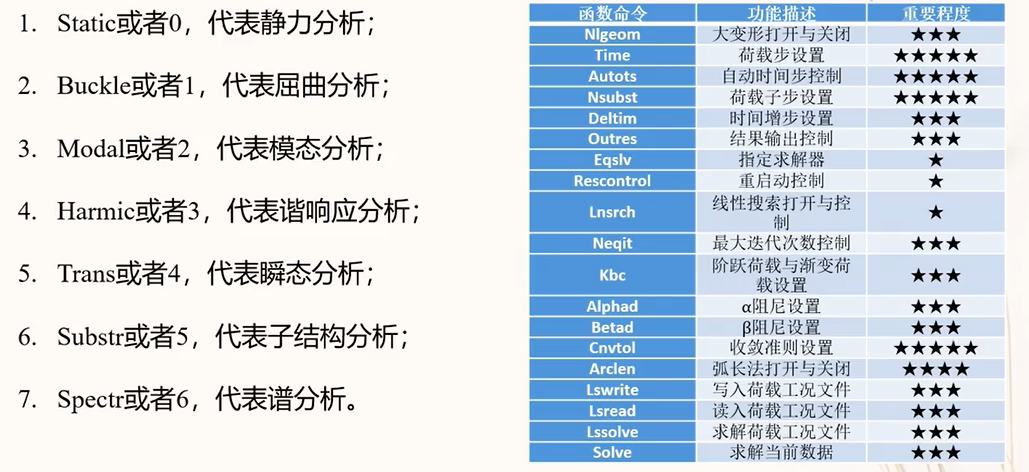 1. Static或者0，代表静力分析；
2. Buckle或者1，代表屈曲分析；
3. Modal或者2，代表模态分析；
4. Harmic或者3，代表谐响应分析；
5. Trans或者4，代表瞬态分析；
6. Substr或者5，代表子结构分析；
7. Spectr或者6，代表谱分析。
函数命令 功能描述 重要程度
Nlgeom 大变形打开与关闭 ★★★
Time 荷载步设置 ★★★★★
Autots 自动时间步控制 ★★★★★
Nsubst 荷载子步设置 ★★★★★
Deltim 时间增步设置 ★★★
Outres 结果输出控制 ★★★
Eqslv 指定求解器 ★
Rescontrol 重启动控制 ★
Lnsrch 线性搜索打开与控 ★
制
Neqit 最大迭代次数控制 ★★★
Kbc 阶跃荷载与渐变荷 ★★★
载设置
Alphad α阻尼设置 ★★★
Betad β阻尼设置 ★★★
Cnvtol 收敛准则设置 ★★★★★
Arclen 弧长法打开与关闭 ★★★★
Lswrite 写入荷载工况文件 ★★★
Lsread 读入荷载工况文件 ★★★
Lssolve 求解荷载工况文件 ★★★
Solve 求解当前数据 ★★★